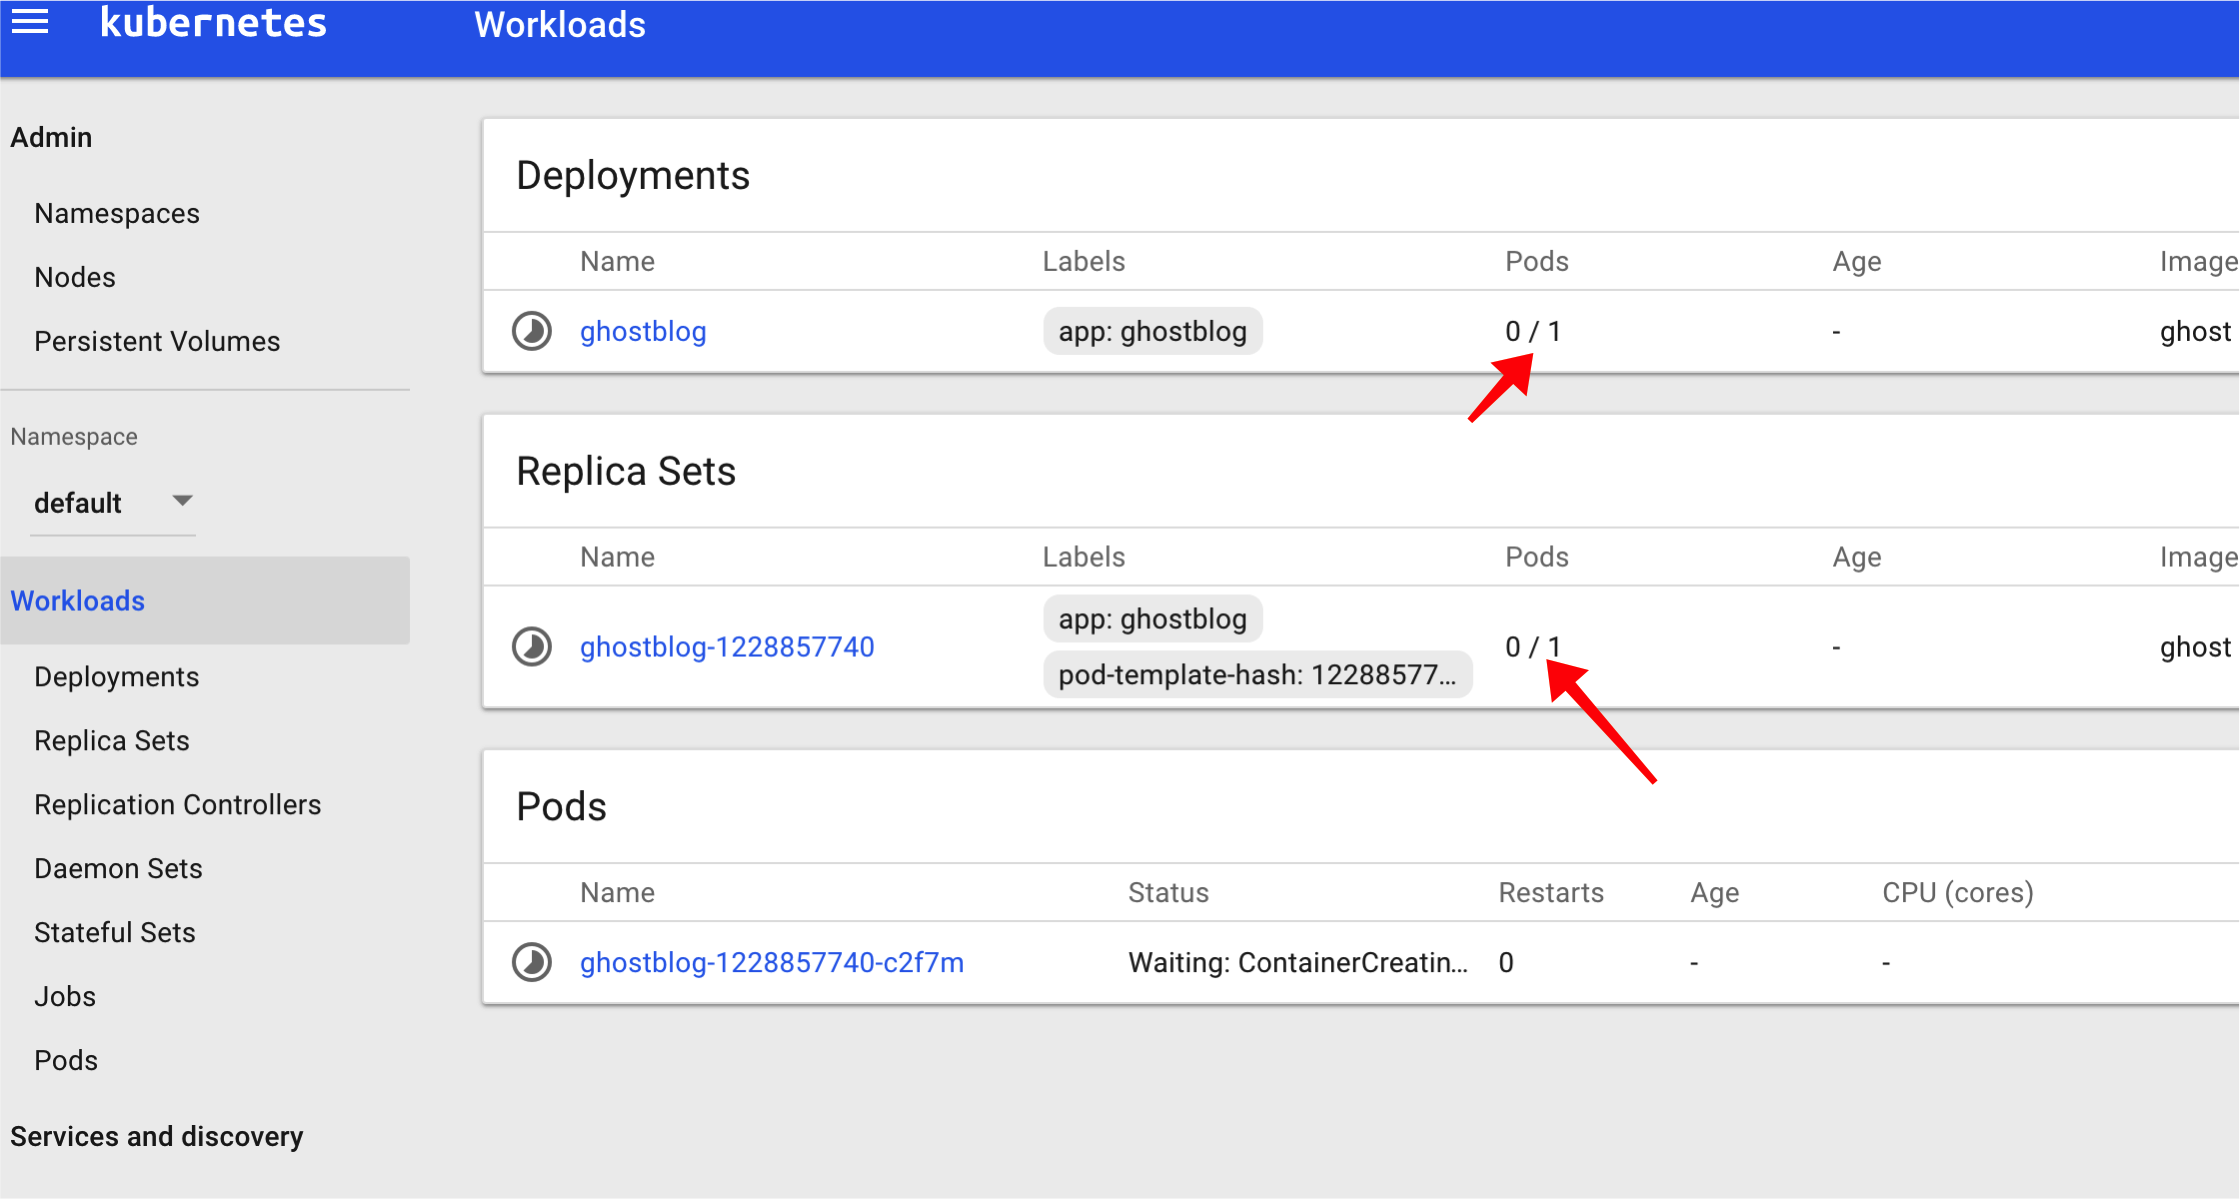 kubernetes
Workloads
Admin
Namespaces
Nodes
Persistent Volumes
Namespace
default
Workloads
Deployments
Replica Sets
Replication Controllers
Daemon Sets
Stateful Sets
Jobs
Pods
Services and discovery
Deployments
Name Labels Pods Age Image
ghostblog app: ghostblog 0 / 1 - ghost
Replica Sets
Name Labels Pods Age Image
app: ghostblog
ghostblog-1228857740 0 / 1 - ghost
pod-template-hash: 12288577...
Pods
Name Status Restarts Age CPU (cores)
ghostblog-1228857740-c2f7m Waiting: ContainerCreatin... 0 - -